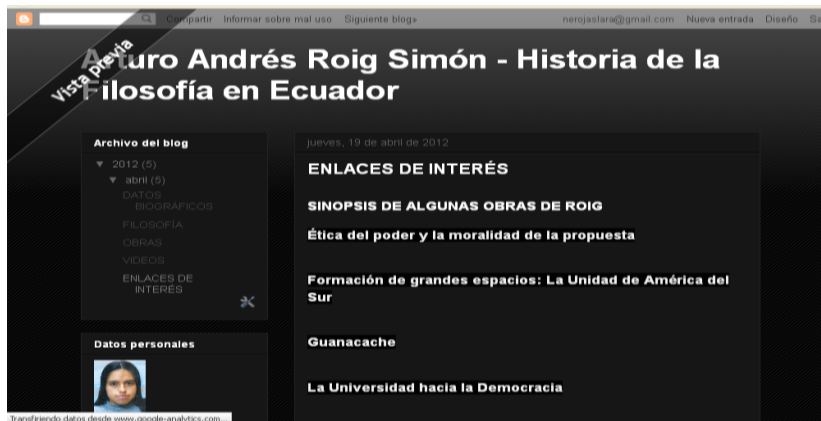 Compartir Informar sobre mal uso Siguiente blog»
nerojaslara@gmail.com Nueva entrada Diseño
Vista previa
Arturo Andrés Roig Simón - Historia de la
Filosofía en Ecuador
Archivo del blog
▼ 2012 (5)
▼ abril (5)
DATOS
BIOGRÁFICOS
FILOSOFÍA
OBRAS
VIDEOS
ENLACES DE
INTERÉS
Datos personales
jueves, 19 de abril de 2012
ENLACES DE INTERÉS
SINOPSIS DE ALGUNAS OBRAS DE ROIG
Ética del poder y la moralidad de la propuesta
Formación de grandes espacios: La Unidad de América del
Sur
Guanacache
La Universidad hacia la Democracia
Transfiriendo datos desde www.google-analytics.com...